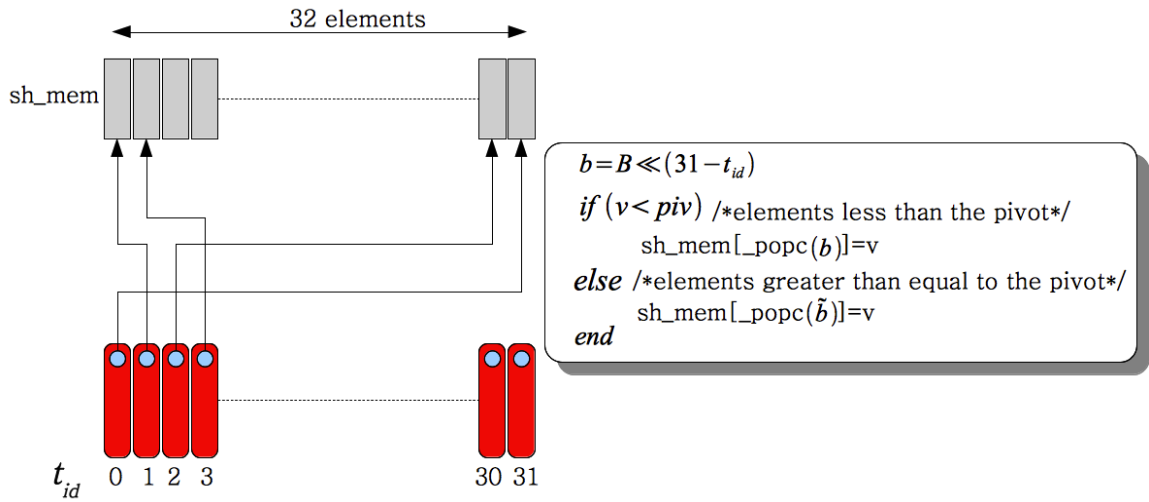 32 elements
sh_mem
b=B≪(31−t_id)
if (v< piv) /*elements less than the pivot*/
sh_mem[_popc(b)]=v
else /*elements greater than equal to the pivot*/
sh_mem[_popc(b̃)]=v
end
t_id 0 1 2 3 30 31